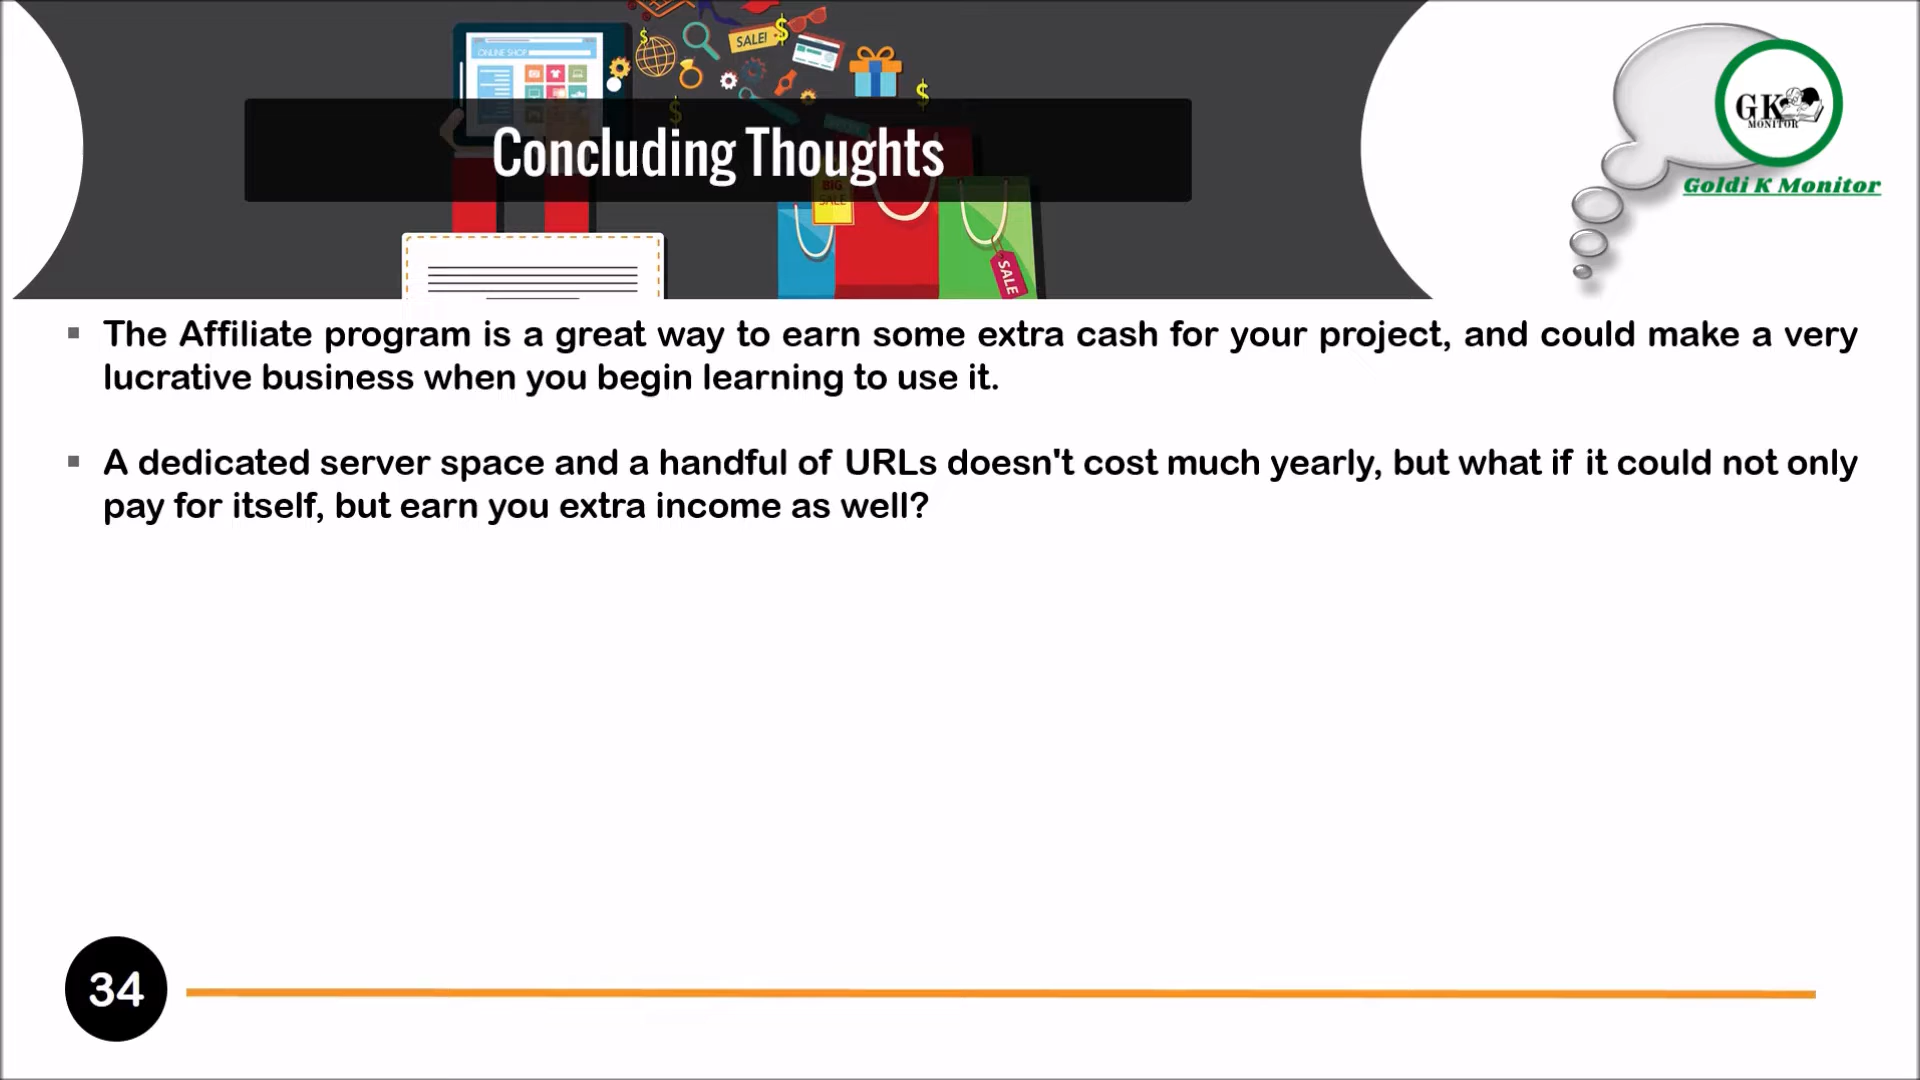 ONLINE SHOP
SALE!
GK
MONITOR
Goldi K Monitor
Concluding Thoughts
BIG
SALE
SALE
The Affiliate program is a great way to earn some extra cash for your project, and could make a very
lucrative business when you begin learning to use it.
A dedicated server space and a handful of URLs doesn't cost much yearly, but what if it could not only
pay for itself, but earn you extra income as well?
34